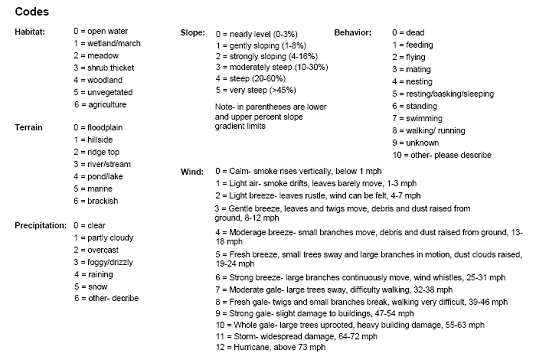 Codes
Habitat:
0 = open water
1 = wetland/march
2 = meadow
3 = shrub thicket
4 = woodland
5 = unvegetated
6 = agriculture
Terrain
0 = floodplain
1 = hillside
2 = ridge top
3 = river/stream
4 = pond/lake
5 = marine
6 = brackish
Precipitation:
0 = clear
1 = partly cloudy
2 = overcast
3 = foggy/drizzly
4 = raining
5 = snow
6 = other- decribe
Slope:
0 = nearly level (0-3%)
1 = gently sloping (1-8%)
2 = strongly sloping (4-16%)
3 = moderately steep (10-30%)
4 = steep (20-60%)
5 = very steep (>45%)
Note- in parentheses are lower
and upper percent slope
gradient limits
Behavior:
0 = dead
1 = feeding
2 = flying
3 = mating
4 = nesting
5 = resting/basking/sleeping
6 = standing
7 = swimming
8 = walking/ running
9 = unknown
10 = other- please describe
Wind:
0 = Calm- smoke rises vertically, below 1 mph
1 = Light air- smoke drifts, leaves barely move, 1-3 mph
2 = Light breeze- leaves rustle, wind can be felt, 4-7 mph
3 = Gentle breeze, leaves and twigs move, debris and dust raised from
ground, 8-12 mph
4 = Moderage breeze- small branches move, debris and dust raised from ground, 13-
18 mph
5 = Fresh breeze, small trees sway and large branches in motion, dust clouds raised,
19-24 mph
6 = Strong breeze- large branches continuously move, wind whistles, 25-31 mph
7 = Moderate gale- large trees sway, difficulty walking, 32-38 mph
8 = Fresh gale- twigs and small branches break, walking very difficult, 39-46 mph
9 = Strong gale- slight damage to buildings, 47-54 mph
10 = Whole gale- large trees uprooted, heavy building damage, 55-63 mph
11 = Storm- widespread damage, 64-72 mph
12 = Hurricane, above 73 mph